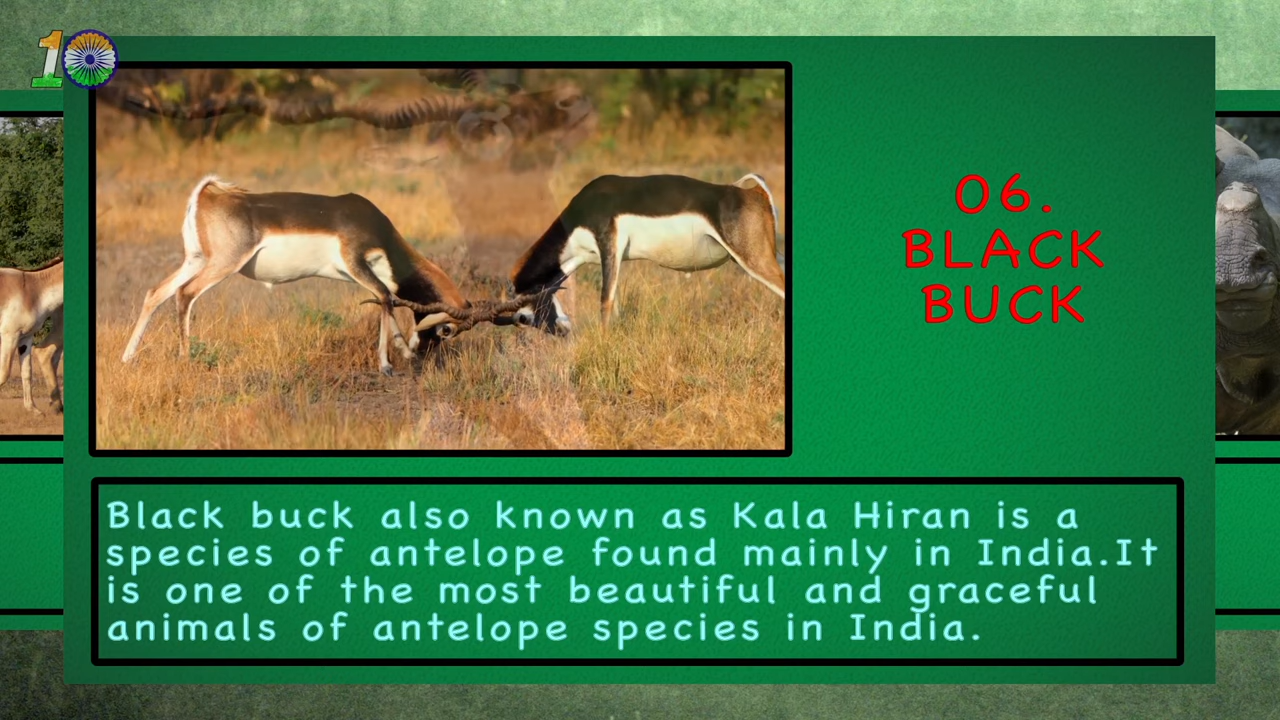 10
06.
BLACK
BUCK
Black buck also known as Kala Hiran is a
species of antelope found mainly in India.It
is one of the most beautiful and graceful
animals of antelope species in India.